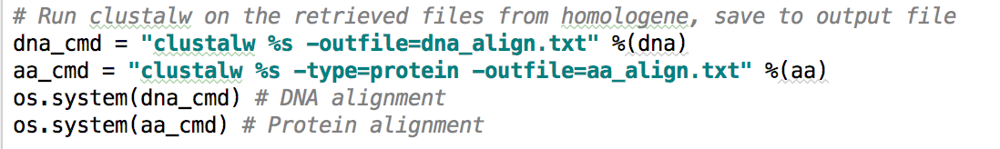 # Run clustalw on the retrieved files from homologene, save to output file
dna_cmd = "clustalw %s -outfile=dna_align.txt" %(dna)
aa_cmd = "clustalw %s -type=protein -outfile=aa_align.txt" %(aa)
os.system(dna_cmd) # DNA alignment
os.system(aa_cmd) # Protein alignment